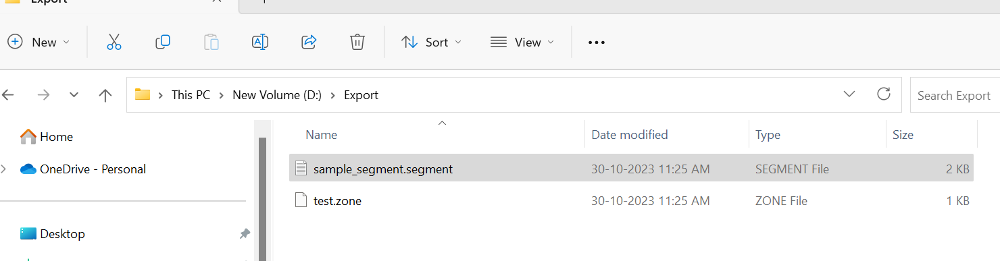 Export
New Sort View
This PC New Volume (D:) Export Search Export
Home
OneDrive - Personal
Desktop
Name Date modified Type Size
sample_segment.segment 30-10-2023 11:25 AM SEGMENT File 2 KB
test.zone 30-10-2023 11:25 AM ZONE File 1 KB